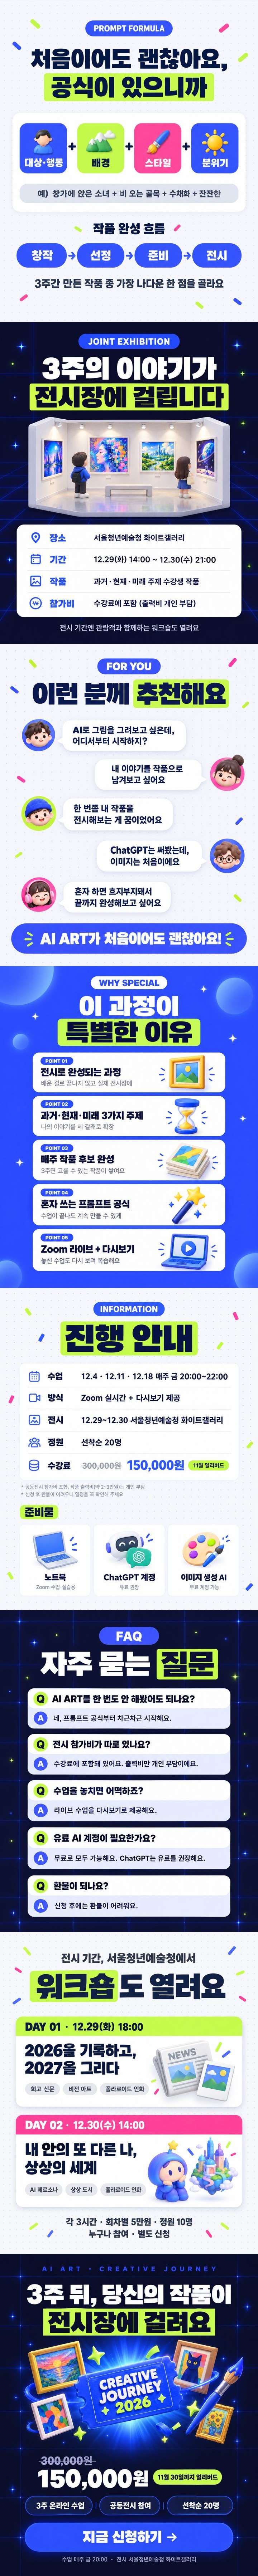 PROMPT FORMULA
처음이어도 괜찮아요,
공식이 있으니까
대상·행동 + 배경 + 스타일 + 분위기
예) 창가에 앉은 소녀 + 비 오는 골목 + 수채화 + 잔잔한
작품 완성 흐름
창작 → 선정 → 준비 → 전시
3주간 만든 작품 중 가장 나다운 한 점을 골라요
JOINT EXHIBITION
3주의 이야기가
전시장에 걸립니다
장소 서울청년예술청 화이트갤러리
기간 12.29(화) 14:00 ~ 12.30(수) 21:00
작품 과거·현재·미래 주제 수강생 작품
참가비 수강료에 포함 (출력비 개인 부담)
전시 기간엔 관람객과 함께하는 워크숍도 열려요
FOR YOU
이런 분께 추천해요
AI로 그림을 그려보고 싶은데,
어디서부터 시작하지?
내 이야기를 작품으로
남겨보고 싶어요
한 번쯤 내 작품을
전시해보는 게 꿈이었어요
ChatGPT는 써봤는데,
이미지는 처음이에요
혼자 하면 흐지부지돼서
끝까지 완성해보고 싶어요
AI ART가 처음이어도 괜찮아요!
WHY SPECIAL
이 과정이
특별한 이유
POINT 01
전시로 완성되는 과정
배운 걸로 끝나지 않고 실제 전시장에
POINT 02
과거·현재·미래 3가지 주제
나의 이야기를 세 갈래로 확장
POINT 03
매주 작품 후보 완성
3주면 고를 수 있는 작품이 쌓여요
POINT 04
혼자 쓰는 프롬프트 공식
수업이 끝나도 계속 만들 수 있게
POINT 05
Zoom 라이브 + 다시보기
놓친 수업도 다시 보며 복습해요
INFORMATION
진행 안내
수업 12.4 · 12.11 · 12.18 매주 금 20:00~22:00
방식 Zoom 실시간 + 다시보기 제공
전시 12.29~12.30 서울청년예술청 화이트갤러리
정원 선착순 20명
수강료 300,000원 150,000원 11월 얼리버드
준비물
노트북
Zoom 수업·실습용
ChatGPT 계정
유료 권장
이미지 생성 AI
무료 계정 가능
FAQ
자주 묻는 질문
Q AI ART를 한 번도 안 해봤어도 되나요?
A 네, 프롬프트 공식부터 차근차근 시작해요.
Q 전시 참가비가 따로 있나요?
A 수강료에 포함돼 있어요. 출력비만 개인 부담이에요.
Q 수업을 놓치면 어떡하죠?
A 라이브 수업을 다시보기로 제공해요.
Q 유료 AI 계정이 필요한가요?
A 무료로 모두 가능해요. ChatGPT는 유료를 권장해요.
Q 환불이 되나요?
A 신청 후에는 환불이 어려워요.
전시 기간, 서울청년예술청에서
워크숍도 열려요
DAY 01 · 12.29(화) 18:00
2026을 기록하고,
2027을 그리다
NEWS
회고 신문 비전 아트 폴라로이드 인화
DAY 02 · 12.30(수) 14:00
내 안의 또 다른 나,
상상의 세계
AI 페르소나 상상 도시 폴라로이드 인화
각 3시간 · 회차별 5만원 · 정원 10명
누구나 참여 · 별도 신청
AI ART · CREATIVE JOURNEY
3주 뒤, 당신의 작품이
전시장에 걸려요
CREATIVE
JOURNEY
2026
300,000원
150,000원 11월 30일까지 얼리버드
3주 온라인 수업 공동전시 참여 선착순 20명
지금 신청하기 →
수업 매주 금 20:00 · 전시 서울청년예술청 화이트갤러리